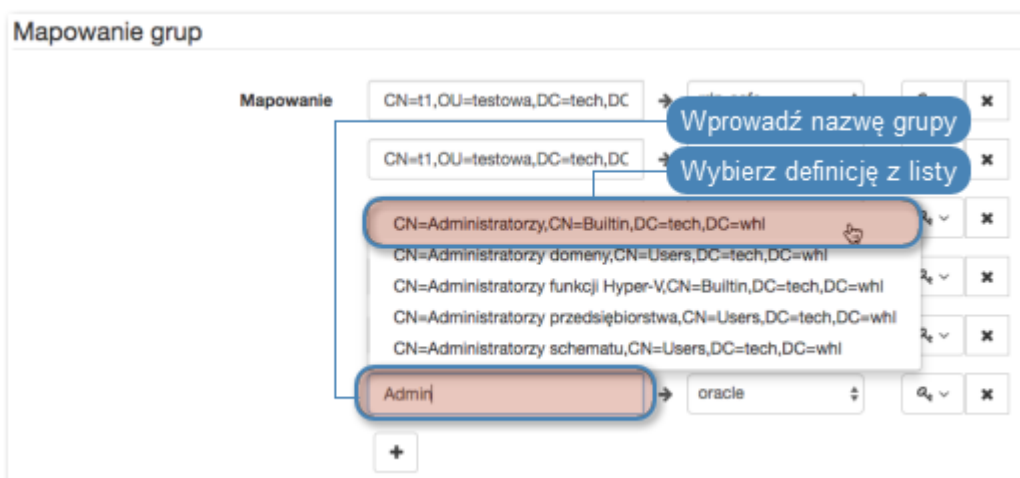 Mapowanie grup
Mapowanie
CN=t1,OU=testowa,DC=tech,DC
Wprowadź nazwę grupy
CN=t1,OU=testowa,DC=tech,DC
Wybierz definicję z listy
CN=Administratorzy,CN=Builtin,DC=tech,DC=whl
CN=Administratorzy domeny,CN=Users,DC=tech,DC=whl
CN=Administratorzy funkcji Hyper-V,CN=Builtin,DC=tech,DC=whl
CN=Administratorzy przedsiębiorstwa,CN=Users,DC=tech,DC=whl
CN=Administratorzy schematu,CN=Users,DC=tech,DC=whl
Admin oracle